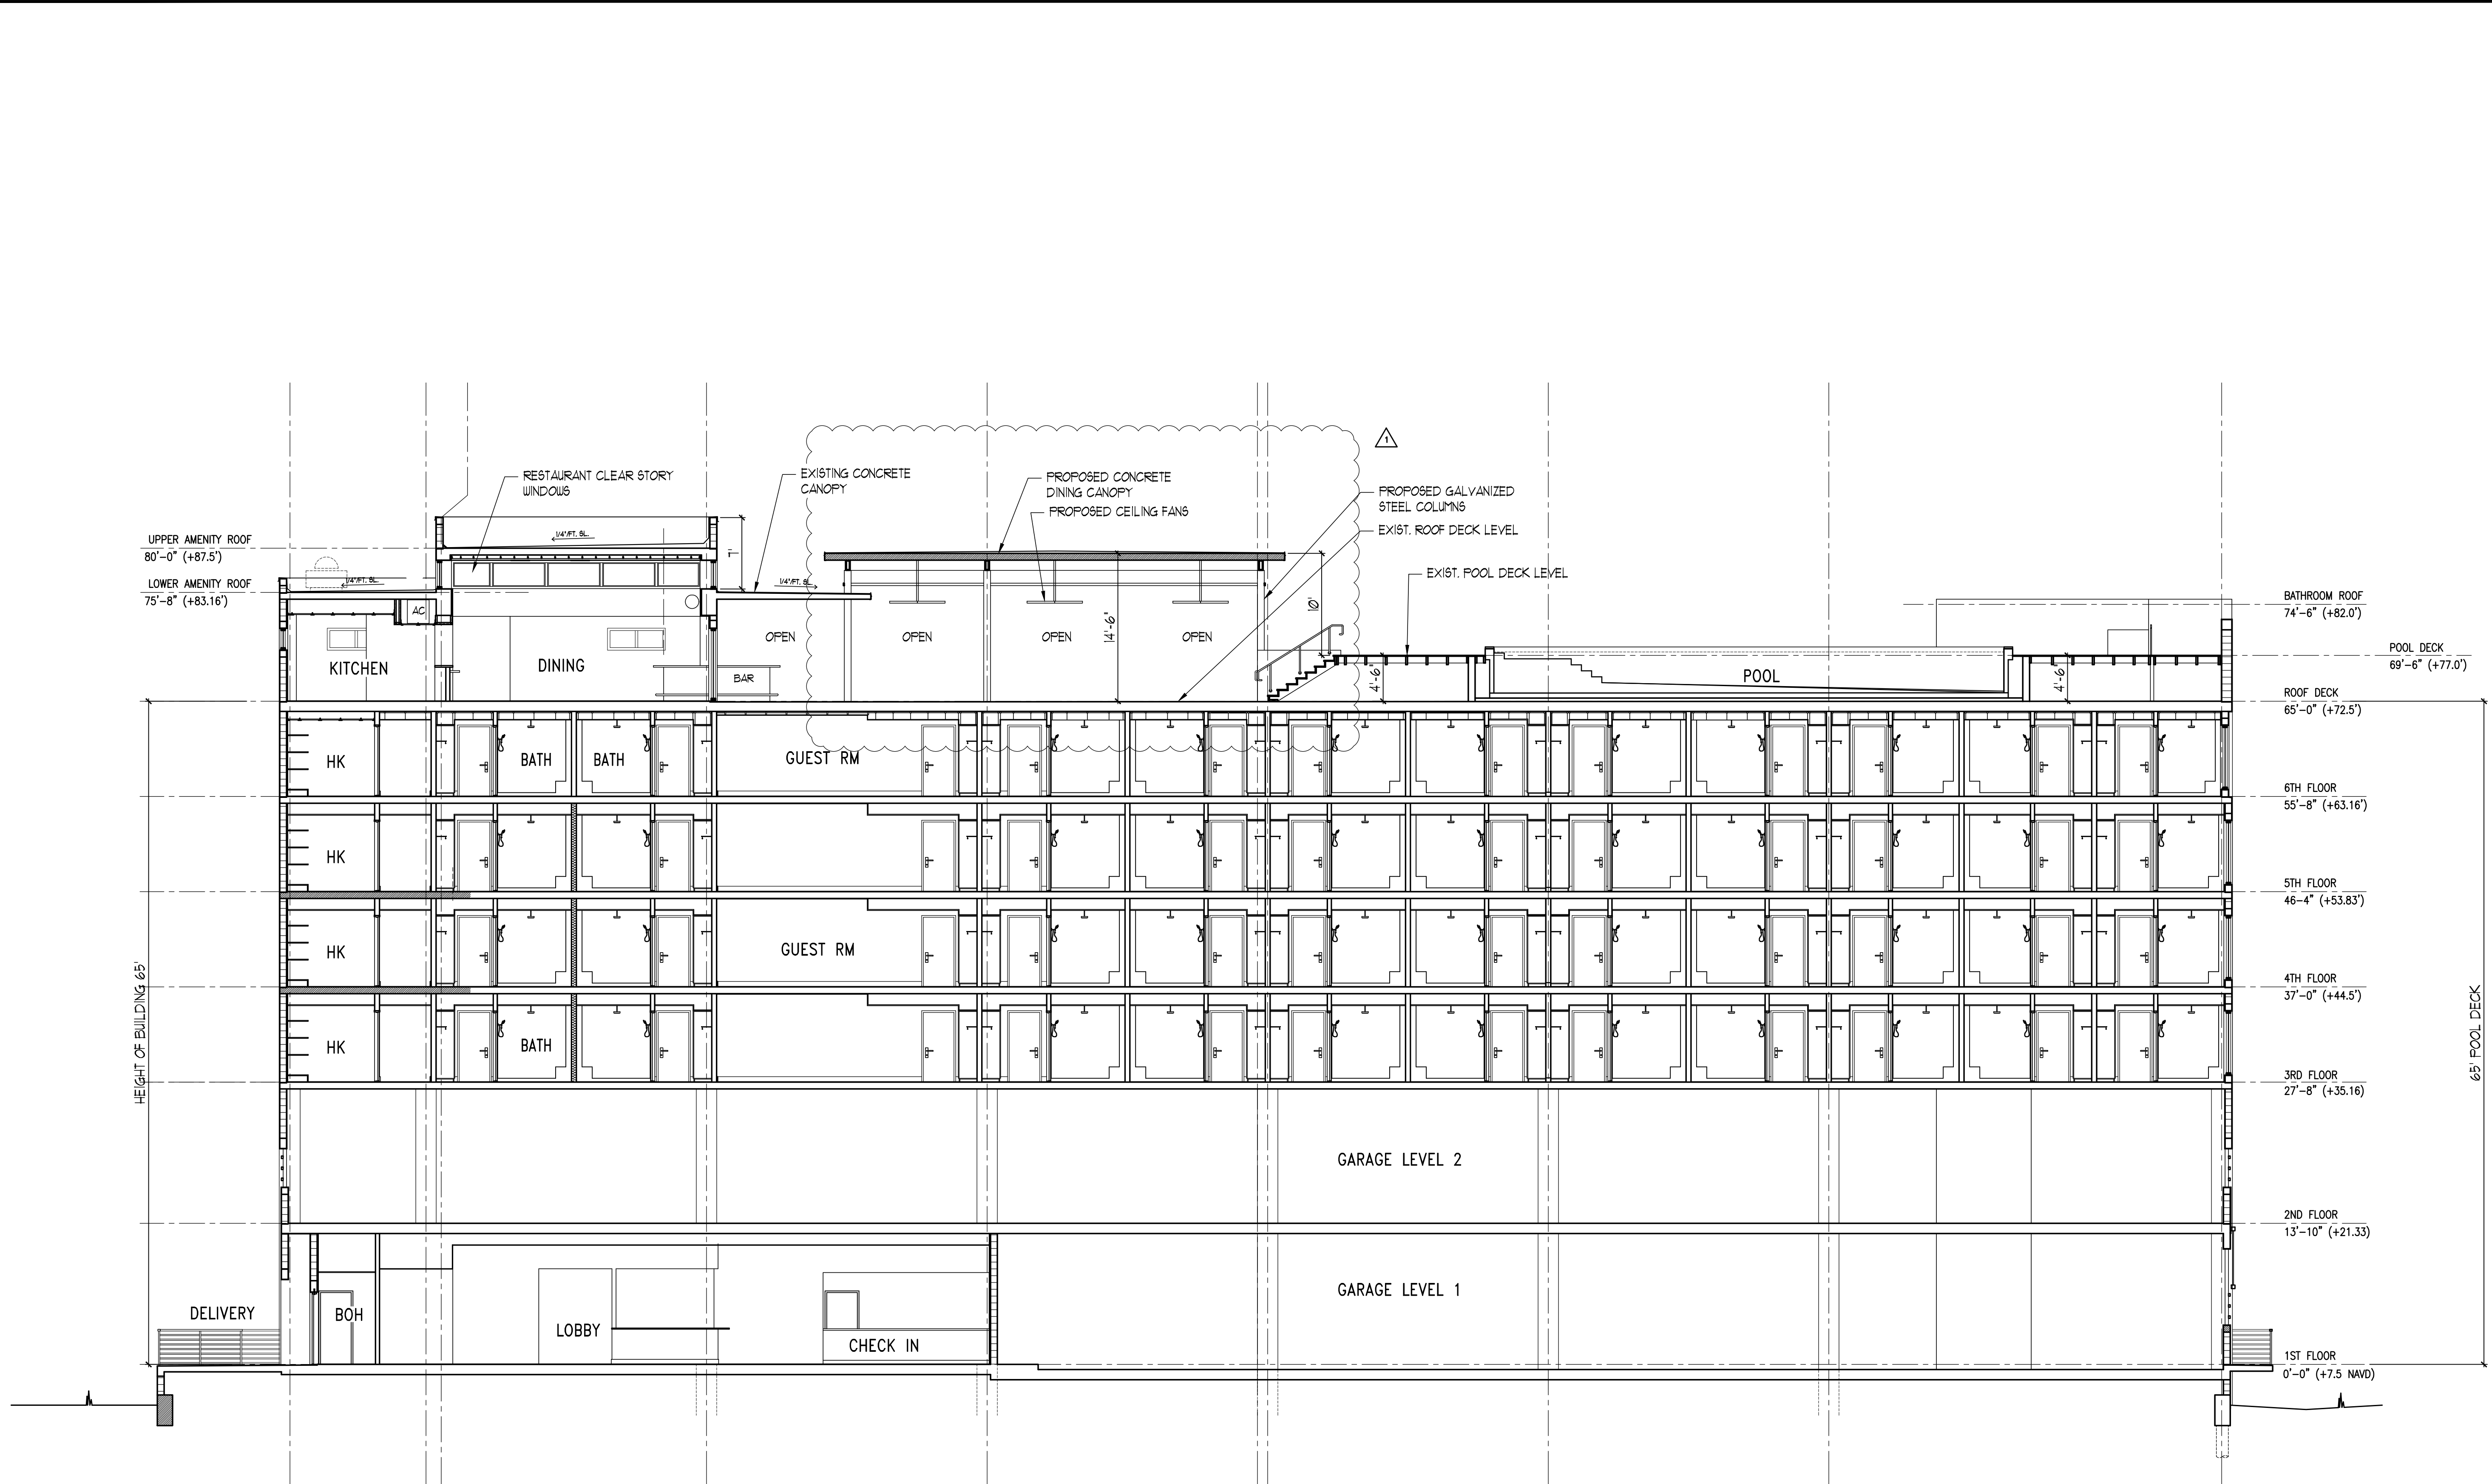 1
RESTAURANT CLEAR STORY
WINDOWS
EXISTING CONCRETE
CANOPY
PROPOSED CONCRETE
DINING CANOPY
PROPOSED CEILING FANS
PROPOSED GALVANIZED
STEEL COLUMNS
EXIST. ROOF DECK LEVEL
EXIST. POOL DECK LEVEL
UPPER AMENITY ROOF
80'-0" (+87.5')
LOWER AMENITY ROOF
75'-8" (+83.16')
1/4"/FT. SL.
1/4"/FT. SL.
1/4"/FT. SL.
AC
KITCHEN
DINING
BAR
OPEN
OPEN
OPEN
OPEN
14'-6"
10'
4'-6"
POOL
4'-6"
BATHROOM ROOF
74'-6" (+82.0')
POOL DECK
69'-6" (+77.0')
ROOF DECK
65'-0" (+72.5')
HK
BATH
BATH
GUEST RM
6TH FLOOR
55'-8" (+63.16')
HK
5TH FLOOR
46-4" (+53.83')
HK
GUEST RM
4TH FLOOR
37'-0" (+44.5')
HK
BATH
3RD FLOOR
27'-8" (+35.16)
HEIGHT OF BUILDING 65'
65' POOL DECK
GARAGE LEVEL 2
2ND FLOOR
13'-10" (+21.33)
GARAGE LEVEL 1
DELIVERY
BOH
LOBBY
CHECK IN
1ST FLOOR
0'-0" (+7.5 NAVD)